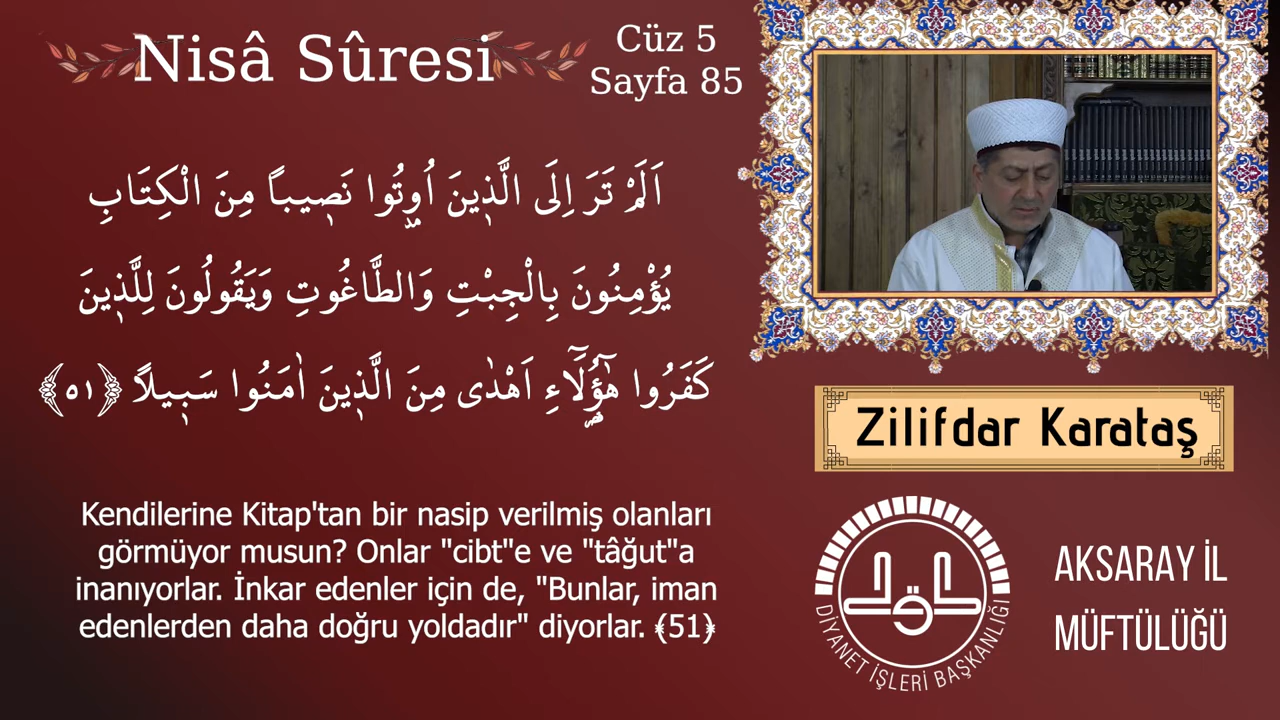 Nisâ Sûresi
Cüz 5
Sayfa 85
اَلَمْ تَرَ اِلَى الَّذ۪ينَ اُو۫تُوا نَص۪يباً مِنَ الْكِتَابِ
يُؤْمِنُونَ بِالْجِبْتِ وَالطَّاغُوتِ وَيَقُولُونَ لِلَّذ۪ينَ
كَفَرُوا هٰٓؤُ۬لَٓاءِ اَهْدٰى مِنَ الَّذ۪ينَ اٰمَنُوا سَب۪يلاً ﴿٥١﴾
Kendilerine Kitap'tan bir nasip verilmiş olanları
görmüyor musun? Onlar "cibt"e ve "tâğut"a
inanıyorlar. İnkar edenler için de, "Bunlar, iman
edenlerden daha doğru yoldadır" diyorlar. ﴾51﴿
Zilifdar Karataş
DİYANET İŞLERİ BAŞKANLIĞI
AKSARAY İL
MÜFTÜLÜĞÜ